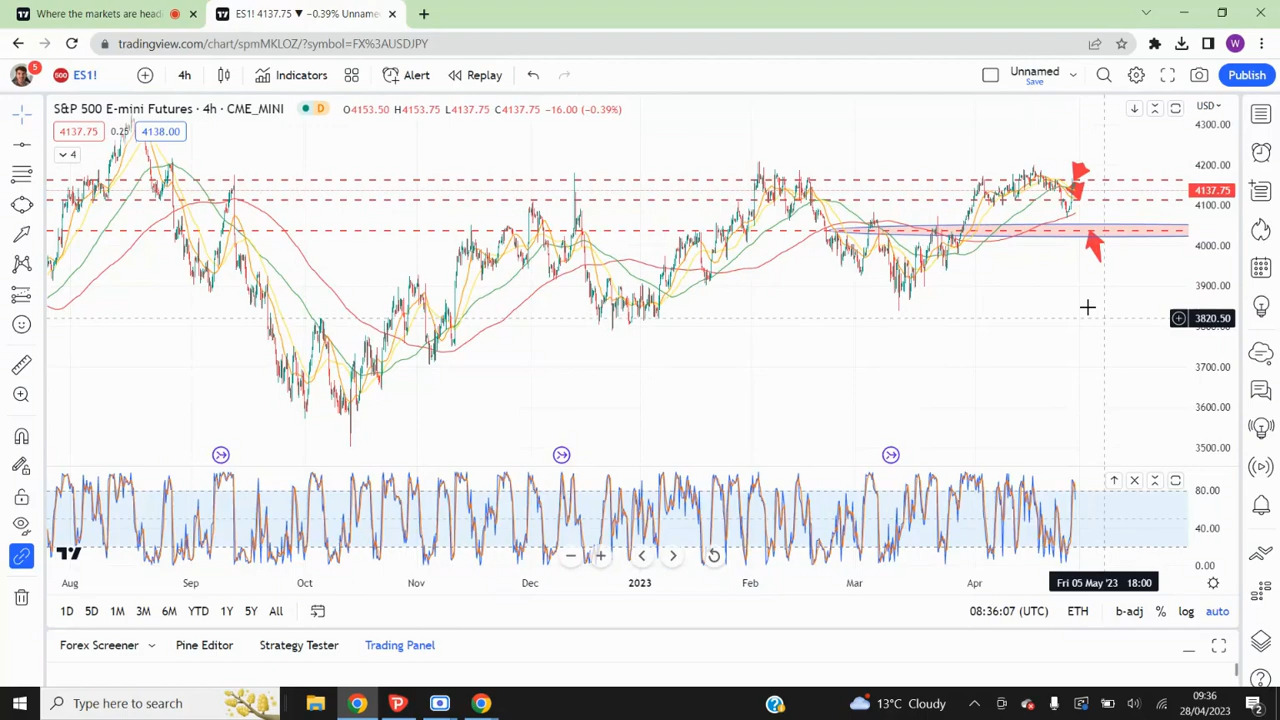 Where the markets are head
ES1! 4137.75 ▼ −0.39% Unname
tradingview.com/chart/spmMKLOZ/?symbol=FX%3AUSDJPY
W
5
500
ES1!
4h
Indicators
Alert
Replay
Unnamed
Save
Publish
S&P 500 E-mini Futures · 4h · CME_MINI
D
O4153.50 H4153.75 L4137.75 C4137.75 −16.00 (−0.39%)
USD
4137.75
0.25
4138.00
4
4300.00
4200.00
4137.75
4100.00
4000.00
3900.00
3820.50
3700.00
3600.00
3500.00
80.00
40.00
0.00
Aug
Sep
Oct
Nov
Dec
2023
Feb
Mar
Apr
Fri 05 May '23 18:00
1D 5D 1M 3M 6M YTD 1Y 5Y All
08:36:07 (UTC)
ETH
b-adj
%
log
auto
Forex Screener
Pine Editor
Strategy Tester
Trading Panel
Type here to search
13°C Cloudy
09:36
28/04/2023
2